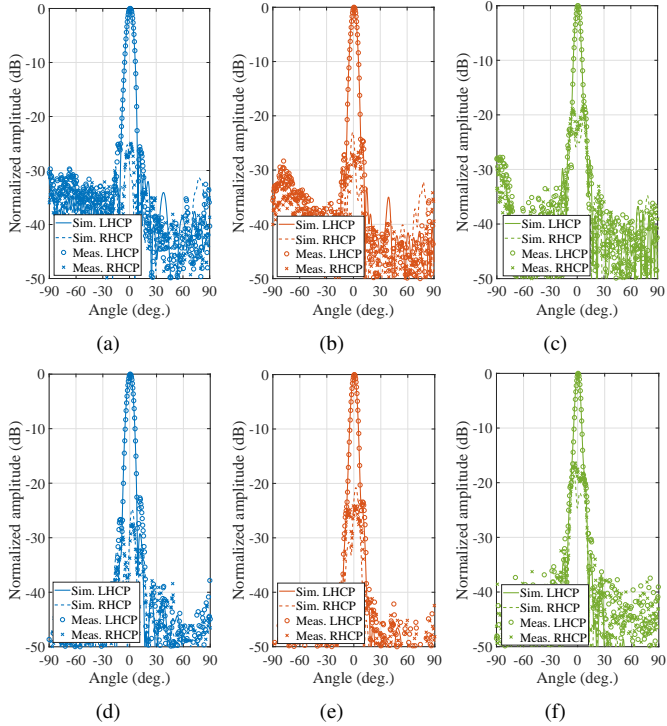 Normalized amplitude (dB)
0
-10
-20
-30
-40
-50
Sim. LHCP
Sim. RHCP
Meas. LHCP
Meas. RHCP
-90 -60 -30 0 30 60 90
Angle (deg.)
(a)
Normalized amplitude (dB)
0
-10
-20
-30
-40
-50
Sim. LHCP
Sim. RHCP
Meas. LHCP
Meas. RHCP
-90 -60 -30 0 30 60 90
Angle (deg.)
(b)
Normalized amplitude (dB)
0
-10
-20
-30
-40
-50
Sim. LHCP
Sim. RHCP
Meas. LHCP
Meas. RHCP
-90 -60 -30 0 30 60 90
Angle (deg.)
(c)
Normalized amplitude (dB)
0
-10
-20
-30
-40
-50
Sim. LHCP
Sim. RHCP
Meas. LHCP
Meas. RHCP
-90 -60 -30 0 30 60 90
Angle (deg.)
(d)
Normalized amplitude (dB)
0
-10
-20
-30
-40
-50
Sim. LHCP
Sim. RHCP
Meas. LHCP
Meas. RHCP
-90 -60 -30 0 30 60 90
Angle (deg.)
(e)
Normalized amplitude (dB)
0
-10
-20
-30
-40
-50
Sim. LHCP
Sim. RHCP
Meas. LHCP
Meas. RHCP
-90 -60 -30 0 30 60 90
Angle (deg.)
(f)